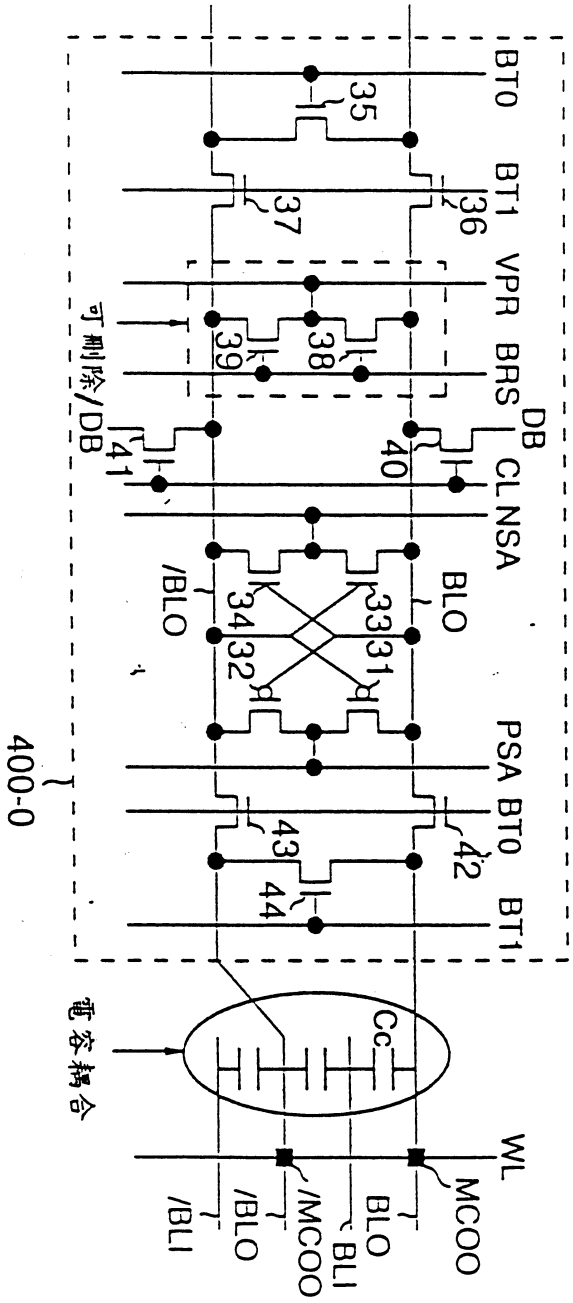 BT0
35
BT1
36
37
VPR
38
39
可刪除/DB
BRS
DB
40
41
CL
NSA
BLO
33
34
/BLO
31
32
PSA
BT0
42
43
44
BT1
400-0
Cc
電容耦合
WL
MCOO
/MCOO
BLO
BLI
/BLO
/BLI